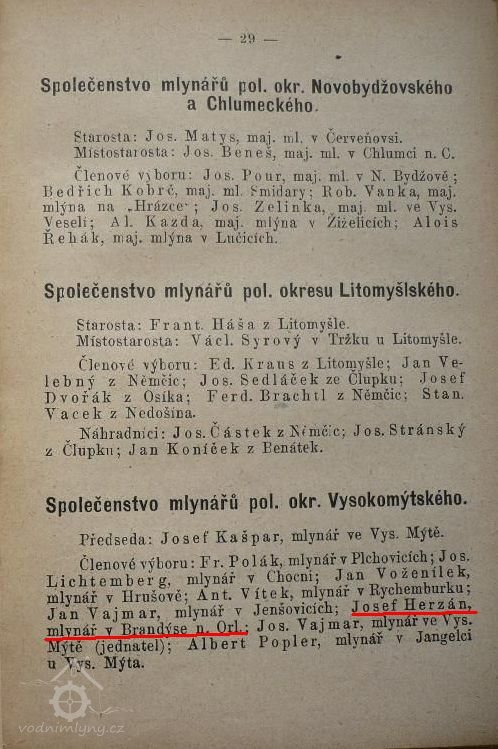 — 29 —
Společenstvo mlynářů pol. okr. Novobydžovského
a Chlumeckého.
Starosta: Jos. Matys, maj. ml. v Červeňovsi.
Místostarosta: Jos. Beneš, maj. ml. v Chlumci n. C.
Členové výboru: Jos. Pour, maj. ml. v N. Bydžově;
Bedřich Kobrč, maj. ml. Smidary; Rob. Vanka, maj.
mlýna na „Hrázce“; Jos. Zelinka, maj. ml. ve Vys.
Veselí; Al. Kazda, maj. mlýna v Žiželicích; Alois
Řehák, maj. mlýna v Lučicích.
Společenstvo mlynářů pol. okresu Litomyšlského.
Starosta: Frant. Háša z Litomyšle.
Místostarosta: Václ. Syrový v Tržku u Litomyšle.
Členové výboru: Ed. Kraus z Litomyšle; Jan Ve-
lebný z Němčic; Jos. Sedláček ze Člupku; Josef
Dvořák z Osíka; Ferd. Brachtl z Němčic; Stan.
Vacek z Nedošína.
Náhradníci: Jos. Částek z Němčic; Jos. Stránský
z Člupku; Jan Koníček z Benátek.
Společenstvo mlynářů pol. okr. Vysokomýtského.
Předseda: Josef Kašpar, mlynář ve Vys. Mýtě.
Členové výboru: Fr. Polák, mlynář v Plchovicích; Jos.
Lichtemberg, mlynář v Chocni; Jan Voženílek,
mlynář v Hrušově; Ant. Vítek, mlynář v Rychemburku;
Jan Vajmar, mlynář v Jenšovicích; Josef Herzán,
mlynář v Brandýse n. Orl.; Jos. Vajmar, mlynář ve Vys.
Mýtě (jednatel); Albert Popler, mlynář v Jangelci
u Vys. Mýta.
vodnimlyny.cz